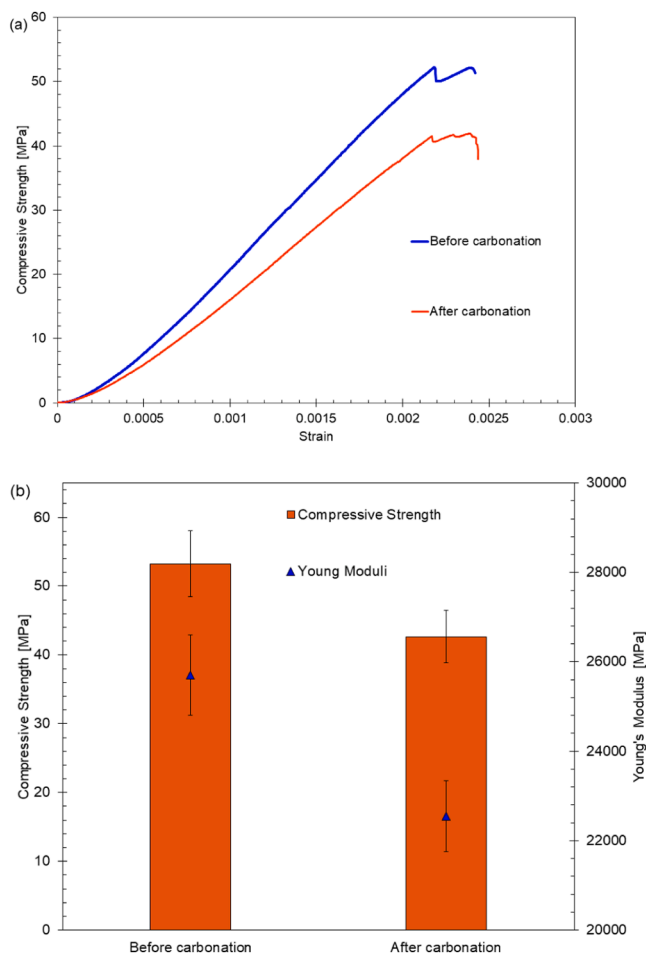 (a)
60
50
40
30
20
10
0
Compressive Strength [MPa]
Before carbonation
After carbonation
0 0.0005 0.001 0.0015 0.002 0.0025 0.003
Strain
(b)
60
50
40
30
20
10
0
Compressive Strength [MPa]
Compressive Strength
Young Moduli
30000
28000
26000
24000
22000
20000
Young's Modulus [MPa]
Before carbonation After carbonation